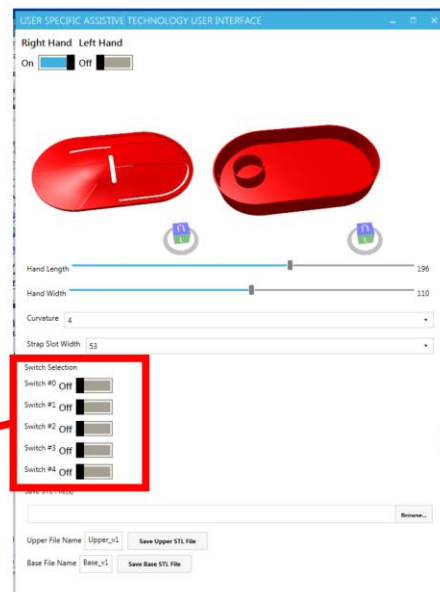 USER SPECIFIC ASSISTIVE TECHNOLOGY USER INTERFACE
Right Hand Left Hand
On Off
Hand Length 196
Hand Width 110
Curvature 4
Strap Slot Width 53
Switch Selection
Switch #0 Off
Switch #1 Off
Switch #2 Off
Switch #3 Off
Switch #4 Off
Browse...
Upper File Name Upper_v1 Save Upper STL File
Base File Name Base_v1 Save Base STL File